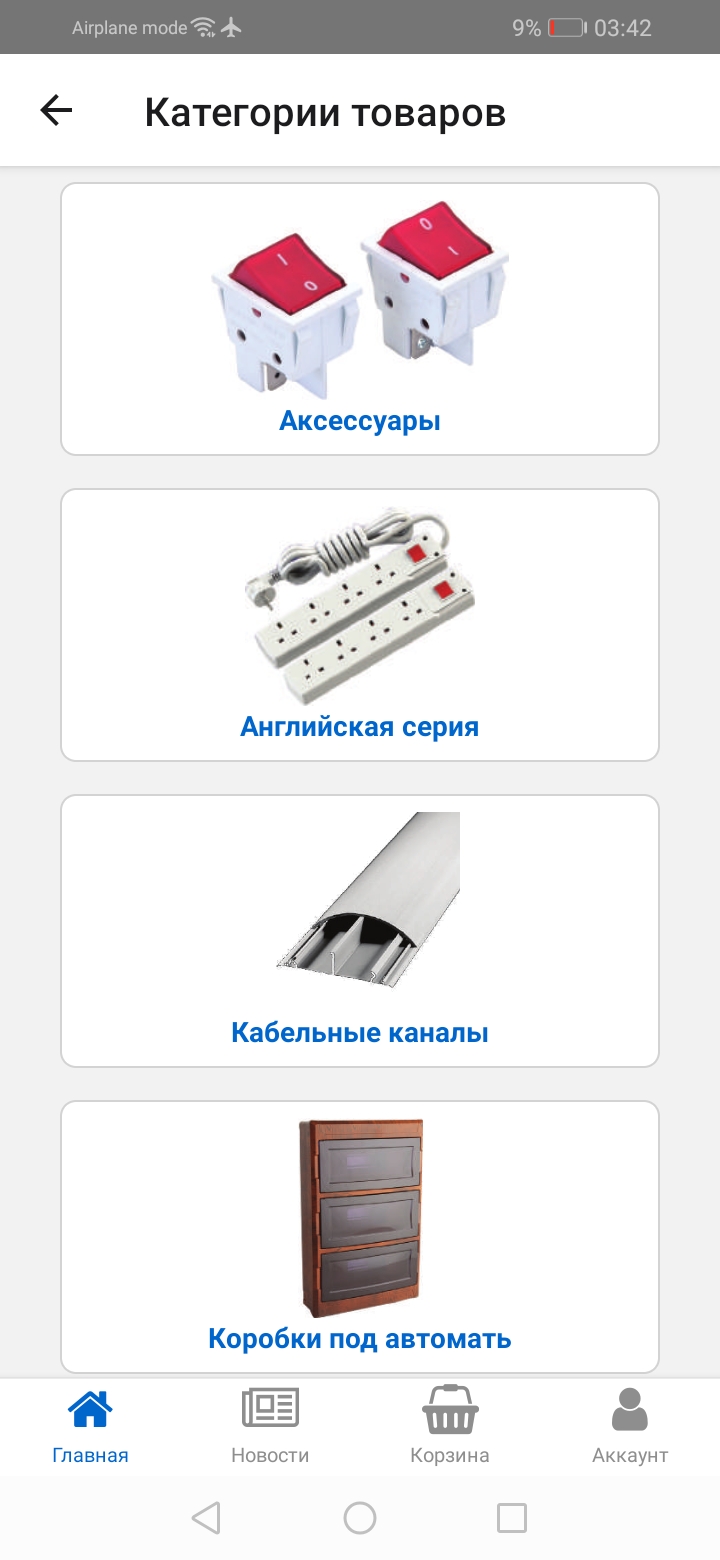 Airplane mode
9%
03:42
Категории товаров
Аксессуары
Английская серия
Кабельные каналы
Коробки под автомать
Главная
Новости
Корзина
Аккаунт